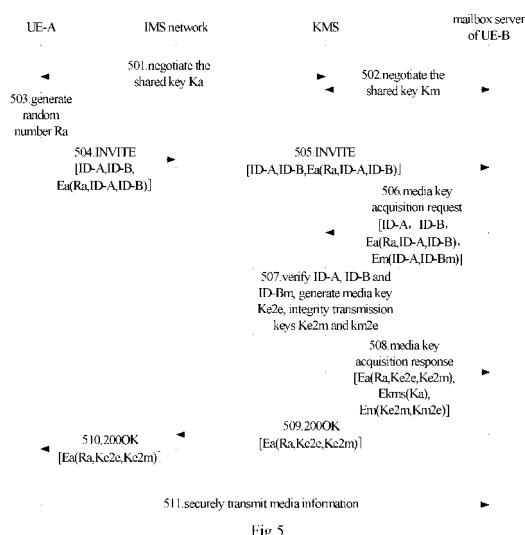 UE-A
IMS network
KMS
mailbox server
of UE-B
501.negotiate the
shared key Ka
502.negotiate the
shared key Km
503.generate
random
number Ra
504.INVITE
[ID-A,ID-B,
Ea(Ra,ID-A,ID-B)]
505.INVITE
[ID-A,ID-B,Ea(Ra,ID-A,ID-B)]
506.media key
acquisition request
[ID-A, ID-B,
Ea(Ra,ID-A,ID-B),
Em(ID-A,ID-Bm)]
507.verify ID-A, ID-B and
ID-Bm, generate media key
Ke2e, integrity transmission
keys Ke2m and km2e
508.media key
acquisition response
[Ea(Ra,Ke2e,Ke2m),
Ekms(Ka),
Em(Ke2m,Km2e)]
509.200OK
[Ea(Ra,Ke2e,Ke2m)]
510.200OK
[Ea(Ra,Ke2e,Ke2m)]
511.securely transmit media information
Fig 5